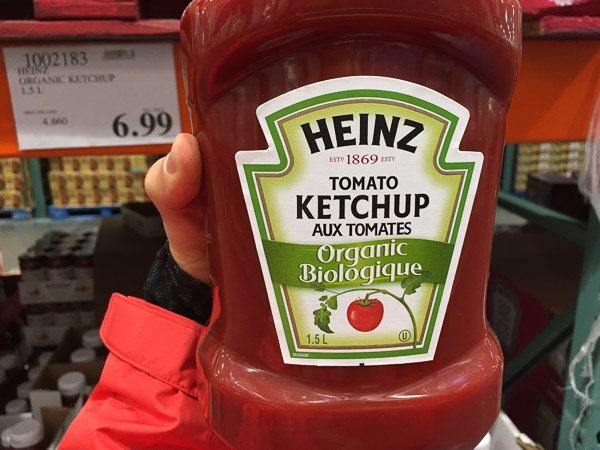 1002183
HEINZ
ORGANIC KETCHUP
1.5 L
4.660
6.99
HEINZ
ESTD 1869 ESTD
TOMATO
KETCHUP
AUX TOMATES
Organic
Biologique
1.5L
U